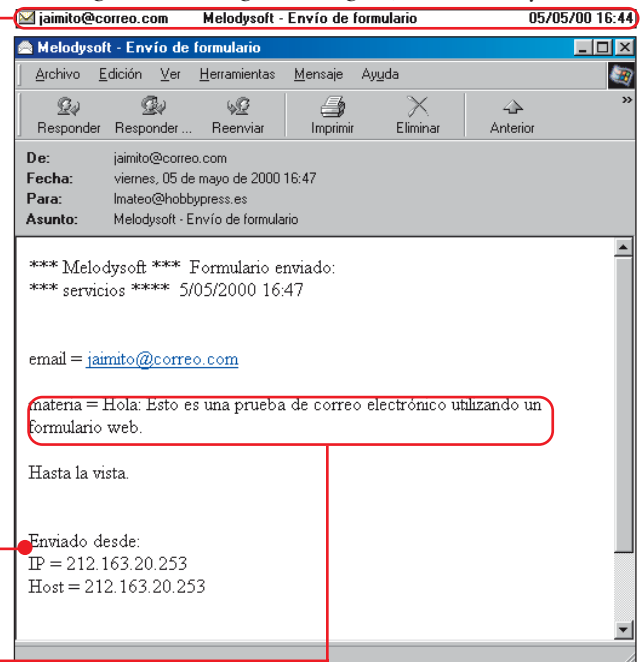 jaimito@correo.com Melodysoft - Envío de formulario 05/05/00 16:44
Melodysoft - Envío de formulario
Archivo Edición Ver Herramientas Mensaje Ayuda
Responder Responder ... Reenviar Imprimir Eliminar Anterior »
De: jaimito@correo.com
Fecha: viernes, 05 de mayo de 2000 16:47
Para: lmateo@hobbypress.es
Asunto: Melodysoft - Envío de formulario
*** Melodysoft *** Formulario enviado:
*** servicios **** 5/05/2000 16:47
email = jaimito@correo.com
materia = Hola: Esto es una prueba de correo electrónico utilizando un
formulario web.
Hasta la vista.
Enviado desde:
IP = 212.163.20.253
Host = 212.163.20.253